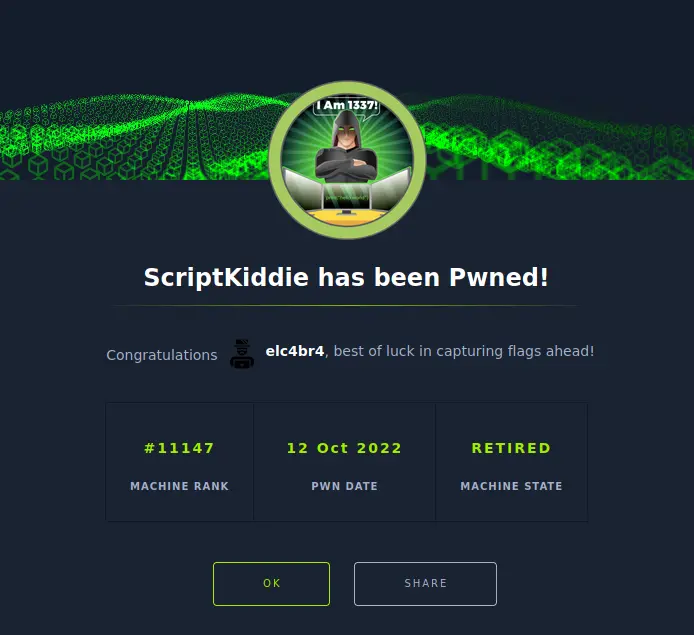 I Am 1337!
ScriptKiddie has been Pwned!
Congratulations elc4br4, best of luck in capturing flags ahead!
#11147 12 Oct 2022 RETIRED
MACHINE RANK PWN DATE MACHINE STATE
OK SHARE